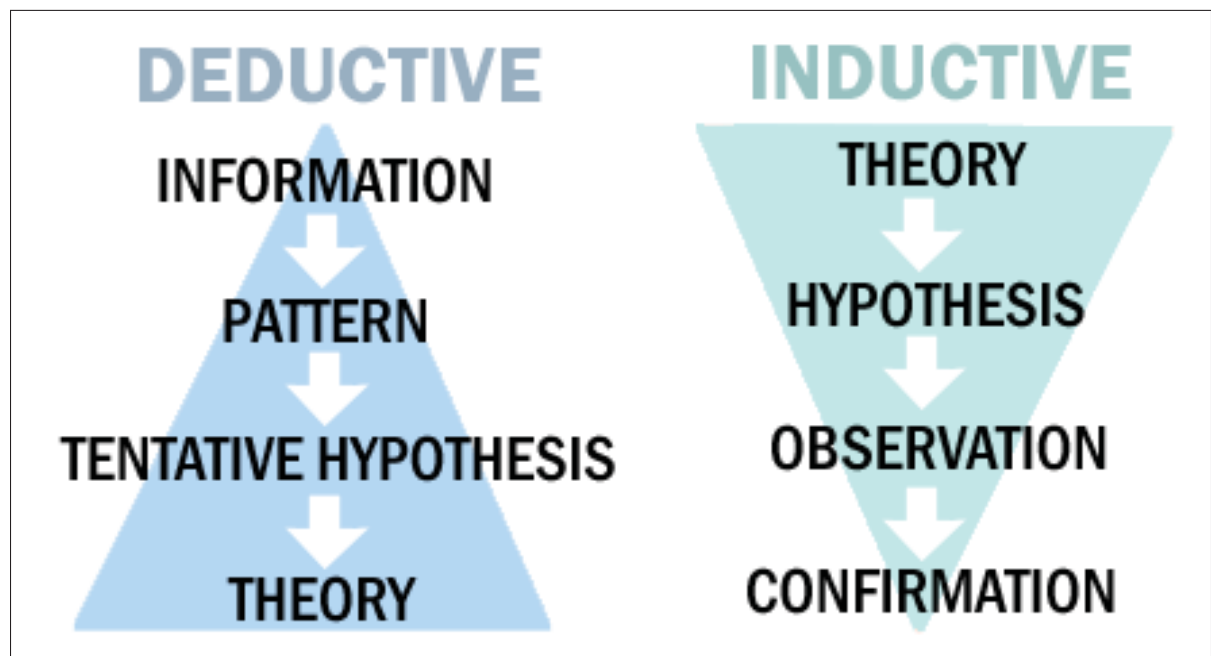 DEDUCTIVE
INFORMATION
PATTERN
TENTATIVE HYPOTHESIS
THEORY
INDUCTIVE
THEORY
HYPOTHESIS
OBSERVATION
CONFIRMATION